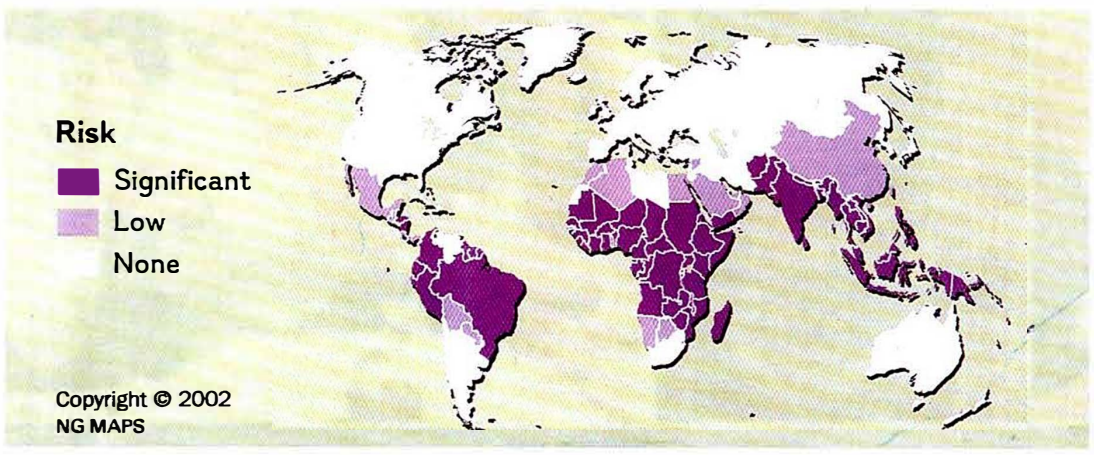 Risk
Significant
Low
None
Copyright © 2002
NG MAPS